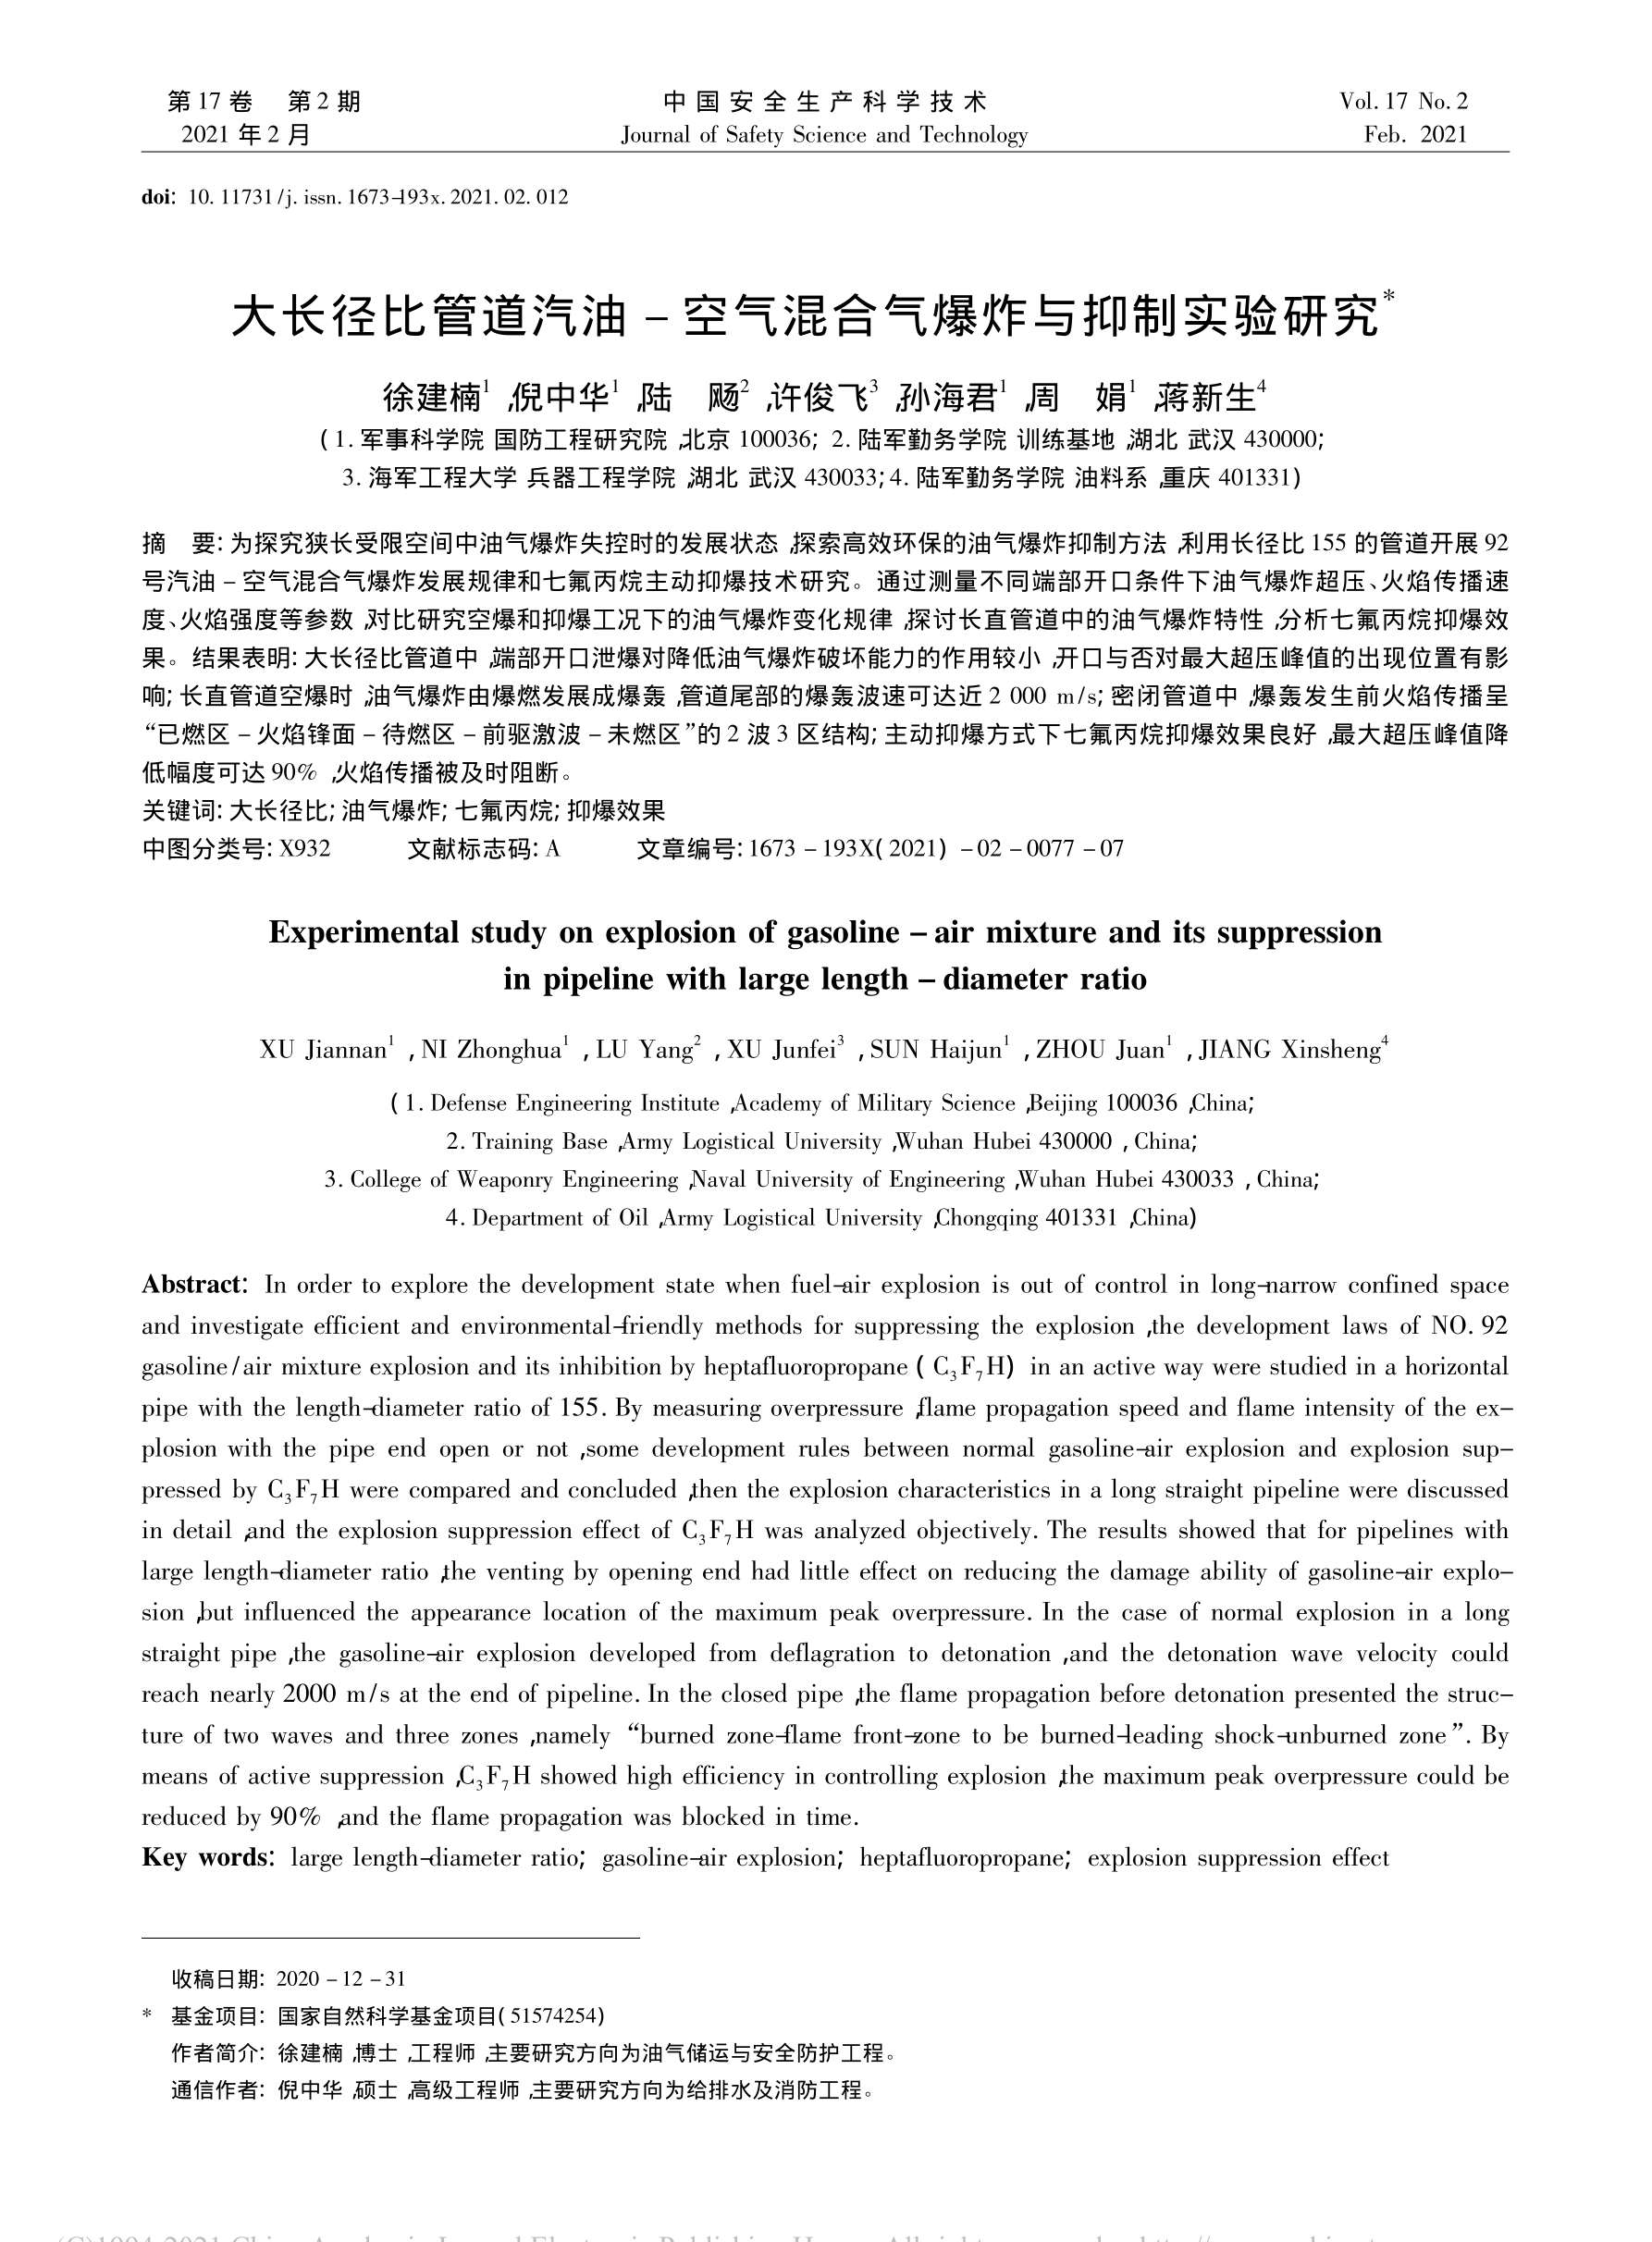 第 17 卷　第 2 期
中国安全生产科学技术
Vol. 17 No. 2
2021 年 2 月
Journal of Safety Science and Technology
Feb. 2021
doi: 10. 11731/j. issn. 1673-193x. 2021. 02. 012
大长径比管道汽油 – 空气混合气爆炸与抑制实验研究*
徐建楠1 ,倪中华1 ,陆　飏2 ,许俊飞3 ,孙海君1 ,周　娟1 ,蒋新生4
( 1. 军事科学院 国防工程研究院,北京 100036; 2. 陆军勤务学院 训练基地,湖北 武汉 430000;
3. 海军工程大学 兵器工程学院,湖北 武汉 430033; 4. 陆军勤务学院 油料系,重庆 401331)
摘　要: 为探究狭长受限空间中油气爆炸失控时的发展状态,探索高效环保的油气爆炸抑制方法,利用长径比 155 的管道开展 92
号汽油 – 空气混合气爆炸发展规律和七氟丙烷主动抑爆技术研究。通过测量不同端部开口条件下油气爆炸超压、火焰传播速
度、火焰强度等参数,对比研究空爆和抑爆工况下的油气爆炸变化规律,探讨长直管道中的油气爆炸特性,分析七氟丙烷抑爆效
果。结果表明: 大长径比管道中,端部开口泄爆对降低油气爆炸破坏能力的作用较小,开口与否对最大超压峰值的出现位置有影
响; 长直管道空爆时,油气爆炸由爆燃发展成爆轰,管道尾部的爆轰波速可达近 2 000 m/s; 密闭管道中,爆轰发生前火焰传播呈
“已燃区 – 火焰锋面 – 待燃区 – 前驱激波 – 未燃区”的 2 波 3 区结构; 主动抑爆方式下七氟丙烷抑爆效果良好,最大超压峰值降
低幅度可达 90% ,火焰传播被及时阻断。
关键词: 大长径比; 油气爆炸; 七氟丙烷; 抑爆效果
中图分类号: X932　　　文献标志码: A　　　文章编号: 1673 – 193X( 2021) – 02 – 0077 – 07
Experimental study on explosion of gasoline – air mixture and its suppression
in pipeline with large length – diameter ratio
XU Jiannan1 , NI Zhonghua1 , LU Yang2 , XU Junfei3 , SUN Haijun1 , ZHOU Juan1 , JIANG Xinsheng4
( 1. Defense Engineering Institute ,Academy of Military Science ,Beijing 100036 ,China;
2. Training Base ,Army Logistical University ,Wuhan Hubei 430000 , China;
3. College of Weaponry Engineering ,Naval University of Engineering ,Wuhan Hubei 430033 , China;
4. Department of Oil ,Army Logistical University ,Chongqing 401331 ,China)
Abstract: In order to explore the development state when fuel-air explosion is out of control in long-narrow confined space
and investigate efficient and environmental-friendly methods for suppressing the explosion ,the development laws of NO. 92
gasoline/air mixture explosion and its inhibition by heptafluoropropane ( C3F7H) in an active way were studied in a horizontal
pipe with the length-diameter ratio of 155. By measuring overpressure ,flame propagation speed and flame intensity of the ex-
plosion with the pipe end open or not ,some development rules between normal gasoline-air explosion and explosion sup-
pressed by C3F7H were compared and concluded ,then the explosion characteristics in a long straight pipeline were discussed
in detail ,and the explosion suppression effect of C3F7H was analyzed objectively. The results showed that for pipelines with
large length-diameter ratio ,the venting by opening end had little effect on reducing the damage ability of gasoline-air explo-
sion ,but influenced the appearance location of the maximum peak overpressure. In the case of normal explosion in a long
straight pipe ,the gasoline-air explosion developed from deflagration to detonation ,and the detonation wave velocity could
reach nearly 2000 m/s at the end of pipeline. In the closed pipe ,the flame propagation before detonation presented the struc-
ture of two waves and three zones ,namely “burned zone-flame front-zone to be burned-leading shock-unburned zone”. By
means of active suppression ,C3F7H showed high efficiency in controlling explosion ,the maximum peak overpressure could be
reduced by 90% ,and the flame propagation was blocked in time.
Key words: large length-diameter ratio; gasoline-air explosion; heptafluoropropane; explosion suppression effect
收稿日期: 2020 – 12 – 31
* 基金项目: 国家自然科学基金项目( 51574254)
作者简介: 徐建楠,博士,工程师,主要研究方向为油气储运与安全防护工程。
通信作者: 倪中华,硕士,高级工程师,主要研究方向为给排水及消防工程。